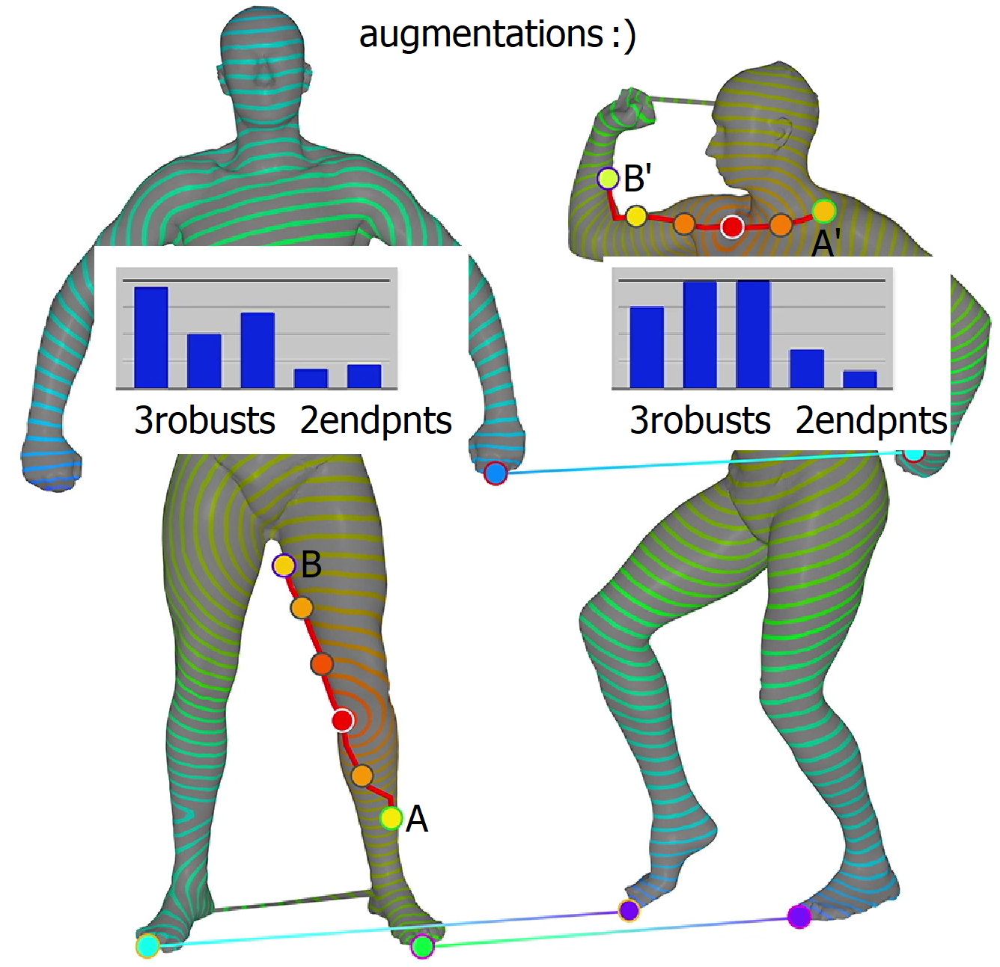 augmentations :)
B'
A'
3robusts 2endpnts
3robusts 2endpnts
B
A